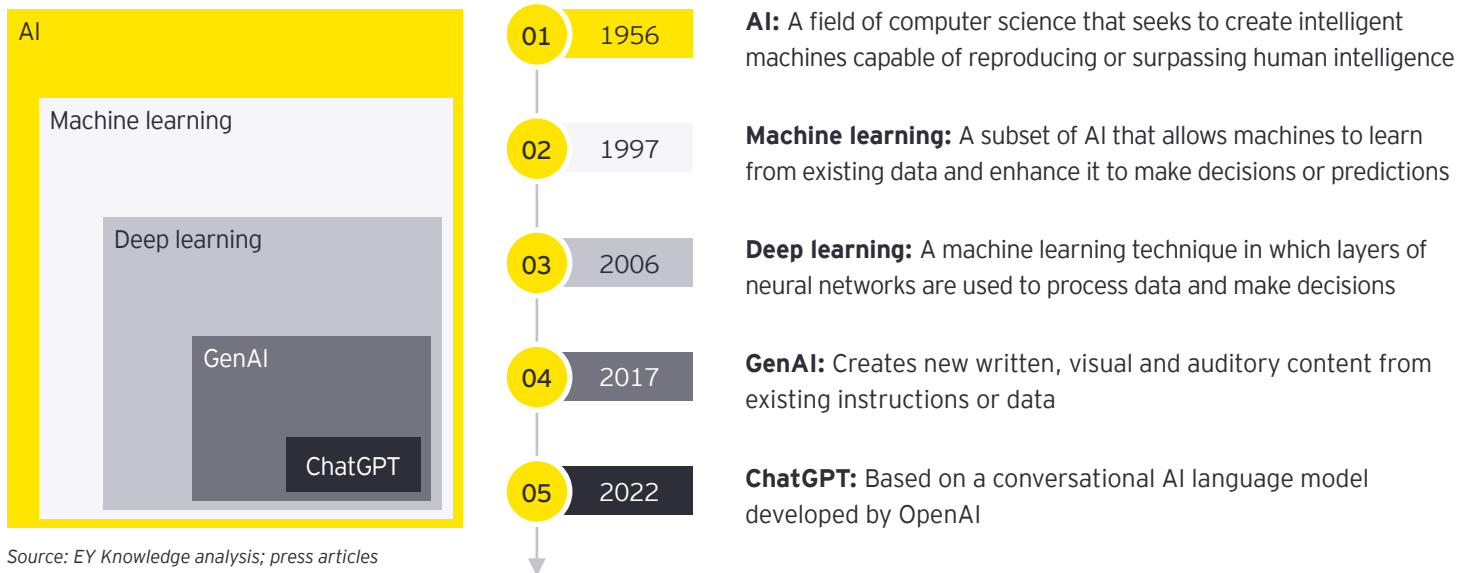 AI
Machine learning
Deep learning
GenAI
ChatGPT
01 1956
AI: A field of computer science that seeks to create intelligent
machines capable of reproducing or surpassing human intelligence
02 1997
Machine learning: A subset of AI that allows machines to learn
from existing data and enhance it to make decisions or predictions
03 2006
Deep learning: A machine learning technique in which layers of
neural networks are used to process data and make decisions
04 2017
GenAI: Creates new written, visual and auditory content from
existing instructions or data
05 2022
ChatGPT: Based on a conversational AI language model
developed by OpenAI
Source: EY Knowledge analysis; press articles